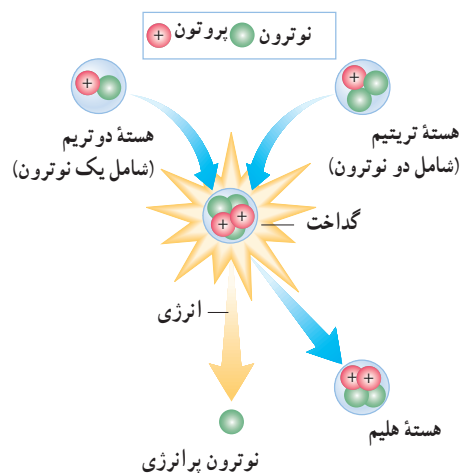 نوترون پروتون +
هستهٔ تریتیم
(شامل دو نوترون)
هستهٔ دوتریم
(شامل یک نوترون)
گداخت
انرژی
هستهٔ هلیم
نوترون پرانرژی